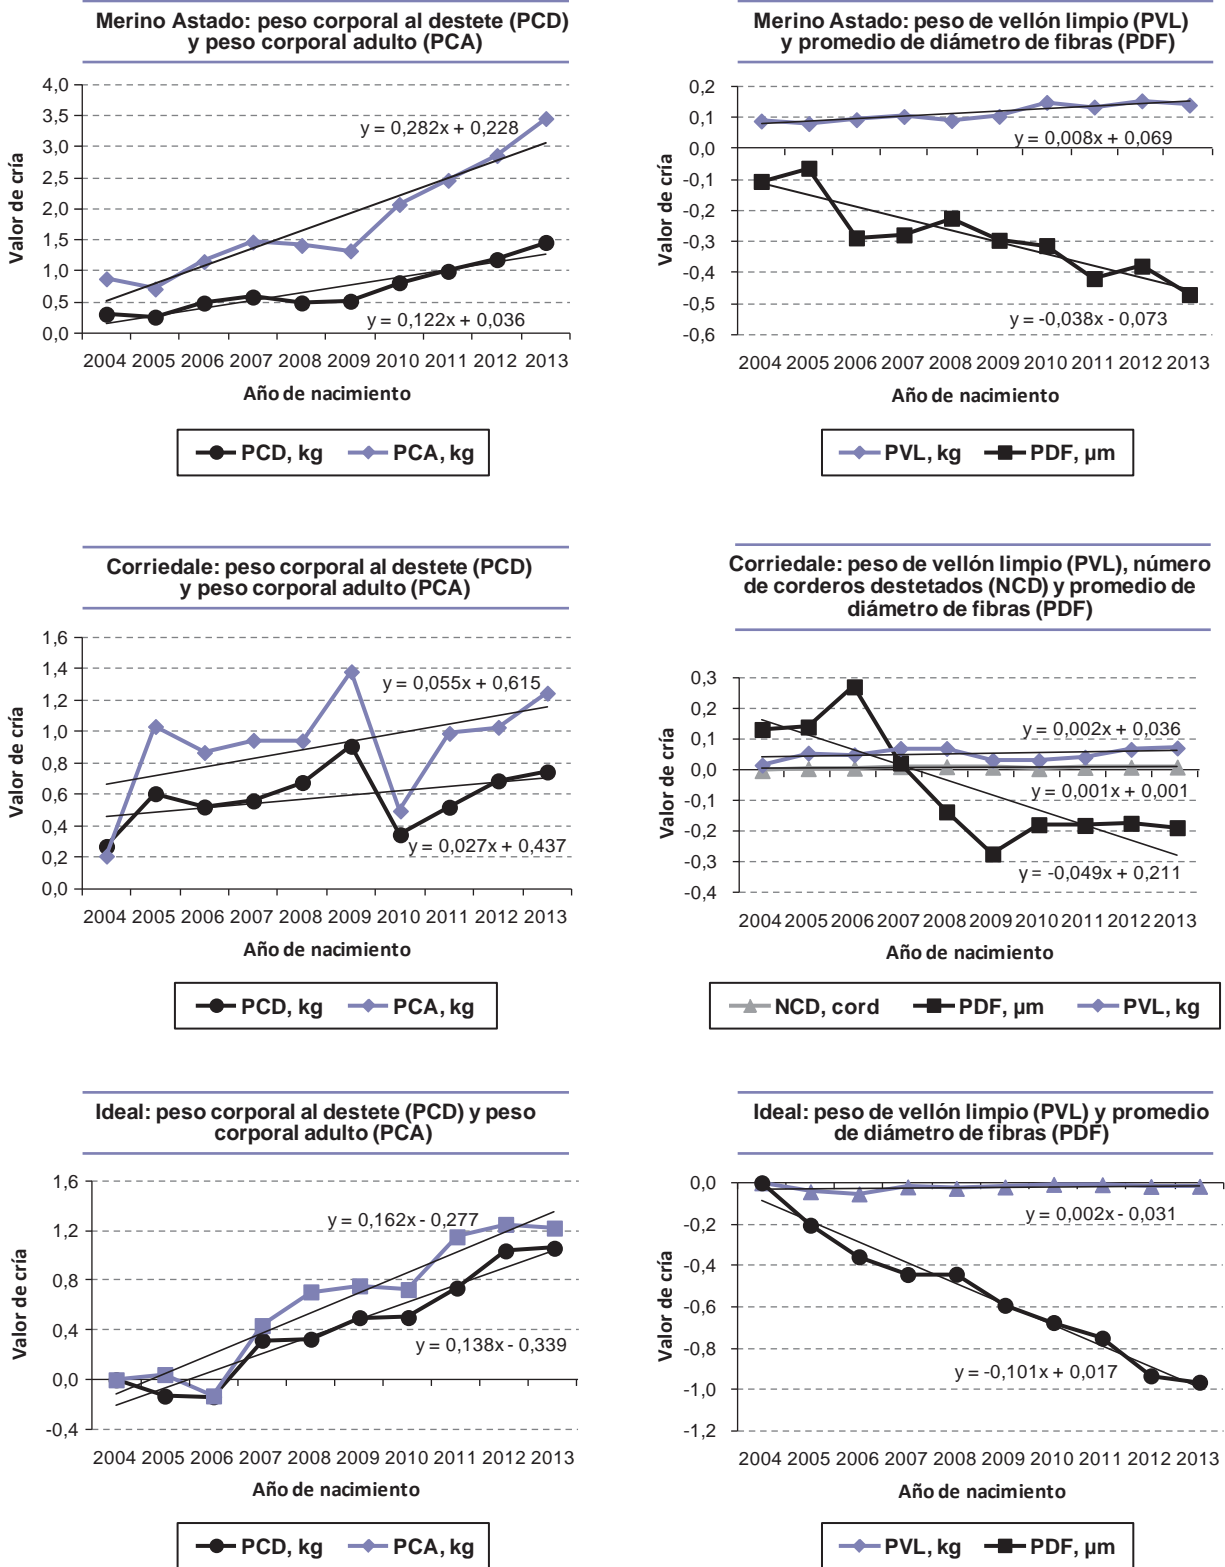 Merino Astado: peso corporal al destete (PCD)
y peso corporal adulto (PCA)
4,0
3,5
3,0
2,5
2,0
1,5
1,0
0,5
0,0
Valor de cría
y = 0,282x + 0,228
y = 0,122x + 0,036
2004 2005 2006 2007 2008 2009 2010 2011 2012 2013
Año de nacimiento
PCD, kg PCA, kg
Merino Astado: peso de vellón limpio (PVL)
y promedio de diámetro de fibras (PDF)
0,2
0,1
0,0
-0,1
-0,2
-0,3
-0,4
-0,5
-0,6
Valor de cría
y = 0,008x + 0,069
y = -0,038x - 0,073
2004 2005 2006 2007 2008 2009 2010 2011 2012 2013
Año de nacimiento
PVL, kg PDF, µm
Corriedale: peso corporal al destete (PCD)
y peso corporal adulto (PCA)
1,6
1,4
1,2
1,0
0,8
0,6
0,4
0,2
0,0
Valor de cría
y = 0,055x + 0,615
y = 0,027x + 0,437
2004 2005 2006 2007 2008 2009 2010 2011 2012 2013
Año de nacimiento
PCD, kg PCA, kg
Corriedale: peso de vellón limpio (PVL), número
de corderos destetados (NCD) y promedio de
diámetro de fibras (PDF)
0,3
0,2
0,1
0,0
-0,1
-0,2
-0,3
-0,4
Valor de cría
y = 0,002x + 0,036
y = 0,001x + 0,001
y = -0,049x + 0,211
2004 2005 2006 2007 2008 2009 2010 2011 2012 2013
Año de nacimiento
NCD, cord PDF, µm PVL, kg
Ideal: peso corporal al destete (PCD) y peso
corporal adulto (PCA)
1,6
1,2
0,8
0,4
0,0
-0,4
Valor de cría
y = 0,162x - 0,277
y = 0,138x - 0,339
2004 2005 2006 2007 2008 2009 2010 2011 2012 2013
Año de nacimiento
PCD, kg PCA, kg
Ideal: peso de vellón limpio (PVL) y promedio
de diámetro de fibras (PDF)
0,0
-0,2
-0,4
-0,6
-0,8
-1,0
-1,2
Valor de cría
y = 0,002x - 0,031
y = -0,101x + 0,017
2004 2005 2006 2007 2008 2009 2010 2011 2012 2013
Año de nacimiento
PVL, kg PDF, µm